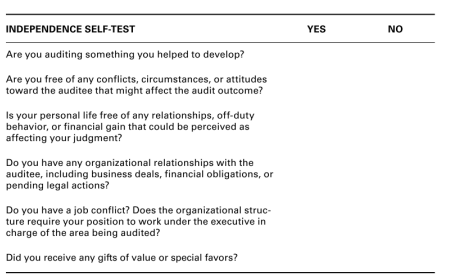 INDEPENDENCE SELF-TEST YES NO
Are you auditing something you helped to develop?
Are you free of any conflicts, circumstances, or attitudes
toward the auditee that might affect the audit outcome?
Is your personal life free of any relationships, off-duty
behavior, or financial gain that could be perceived as
affecting your judgment?
Do you have any organizational relationships with the
auditee, including business deals, financial obligations, or
pending legal actions?
Do you have a job conflict? Does the organizational struc-
ture require your position to work under the executive in
charge of the area being audited?
Did you receive any gifts of value or special favors?